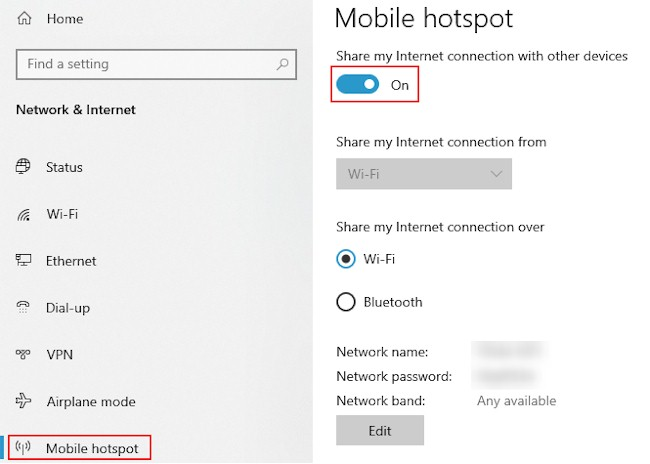 Home
Find a setting
Network & Internet
Status
Wi-Fi
Ethernet
Dial-up
VPN
Airplane mode
Mobile hotspot
Mobile hotspot
Share my Internet connection with other devices
On
Share my Internet connection from
Wi-Fi
Share my Internet connection over
Wi-Fi
Bluetooth
Network name:
Network password:
Network band: Any available
Edit